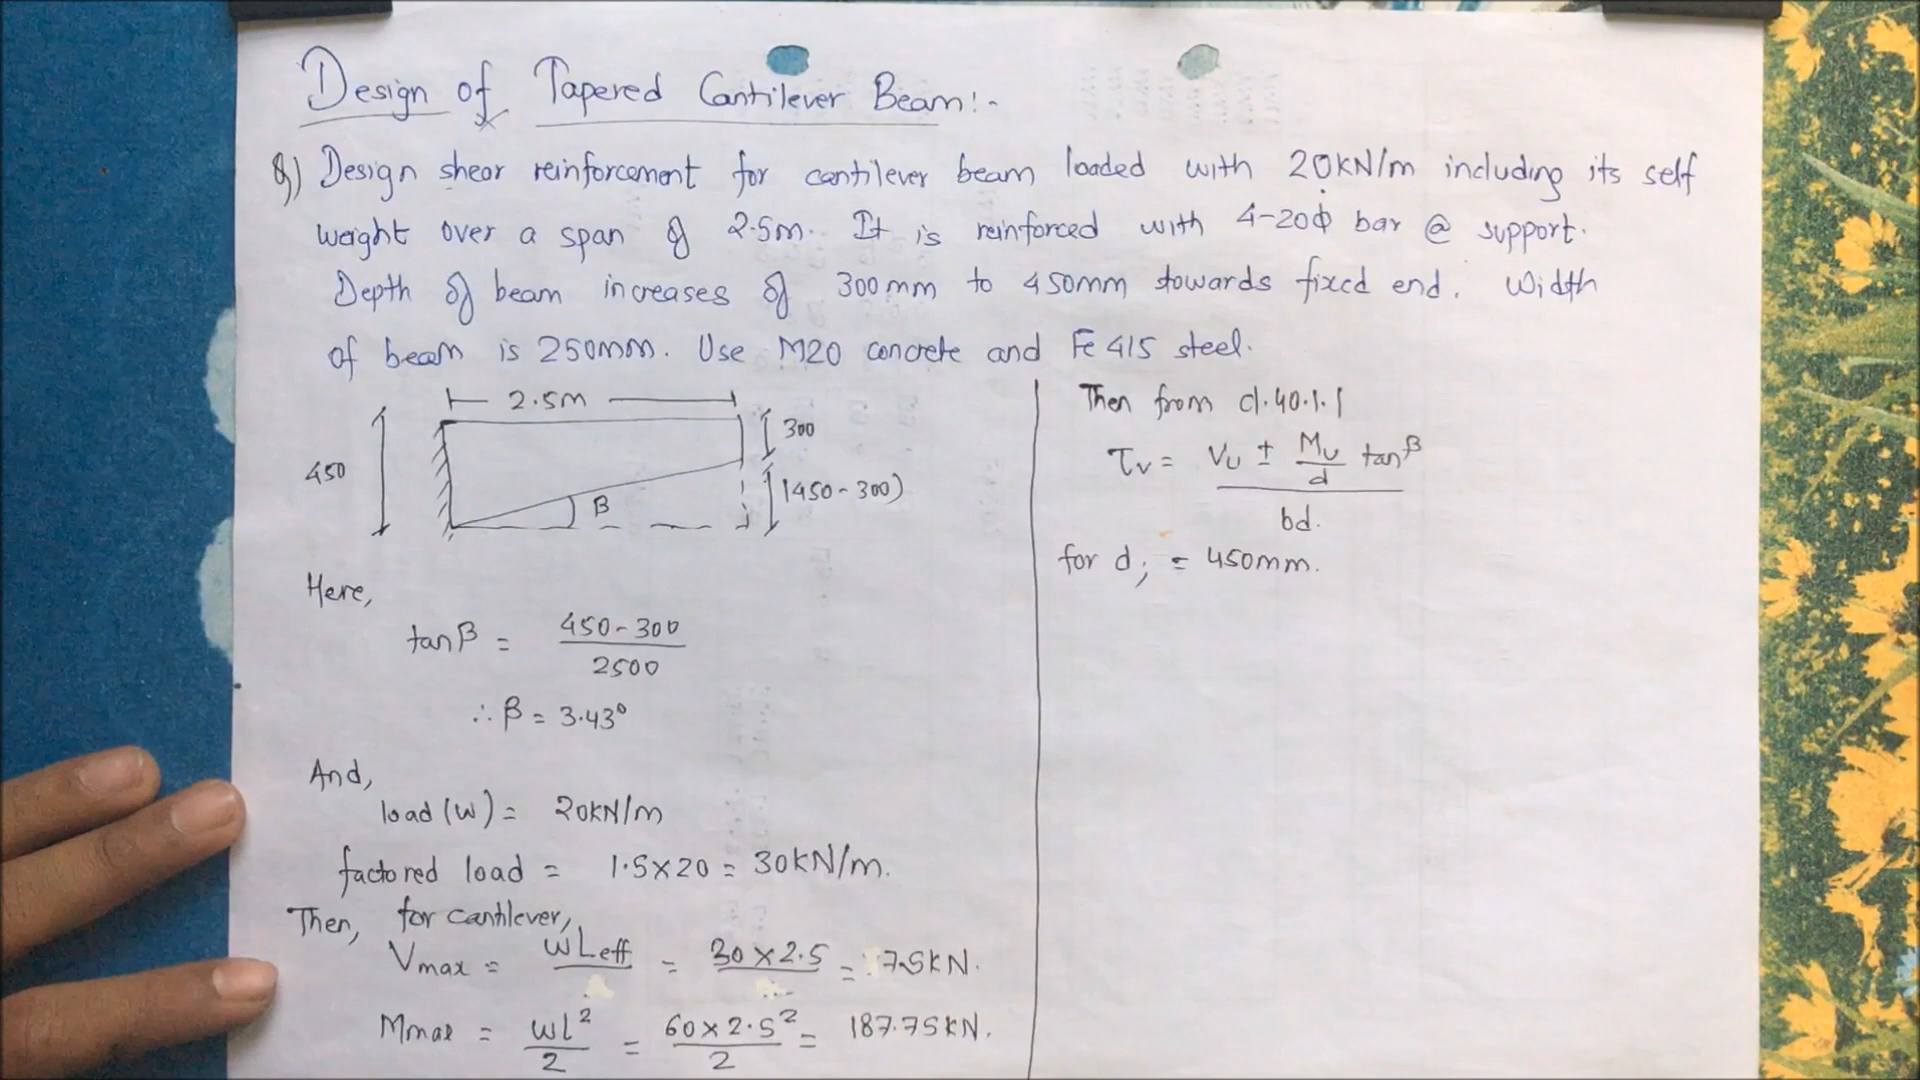 Design of Tapered Cantilever Beam:-
Q) Design shear reinforcement for cantilever beam loaded with 20KN/m including its self
weight over a span of 2.5m. It is reinforced with 4-20ϕ bar @ support.
Depth of beam increases of 300mm to 450mm towards fixed end. Width
of beam is 250mm. Use M20 concrete and Fe 415 steel.
2.5m
450
300
(450-300)
β
Here,
tanβ = 450-300 / 2500
∴ β = 3.43°
And,
load (w) = 20KN/m
factored load = 1.5×20 = 30KN/m.
Then, for cantilever,
Vmax = wLeff = 30×2.5 = 75KN.
Mmax = wl² / 2 = 60×2.5² / 2 = 187.75KN.
Then from cl.40.1.1
τv = Vu ± Mu/d tanβ / bd.
for d; = 450mm.